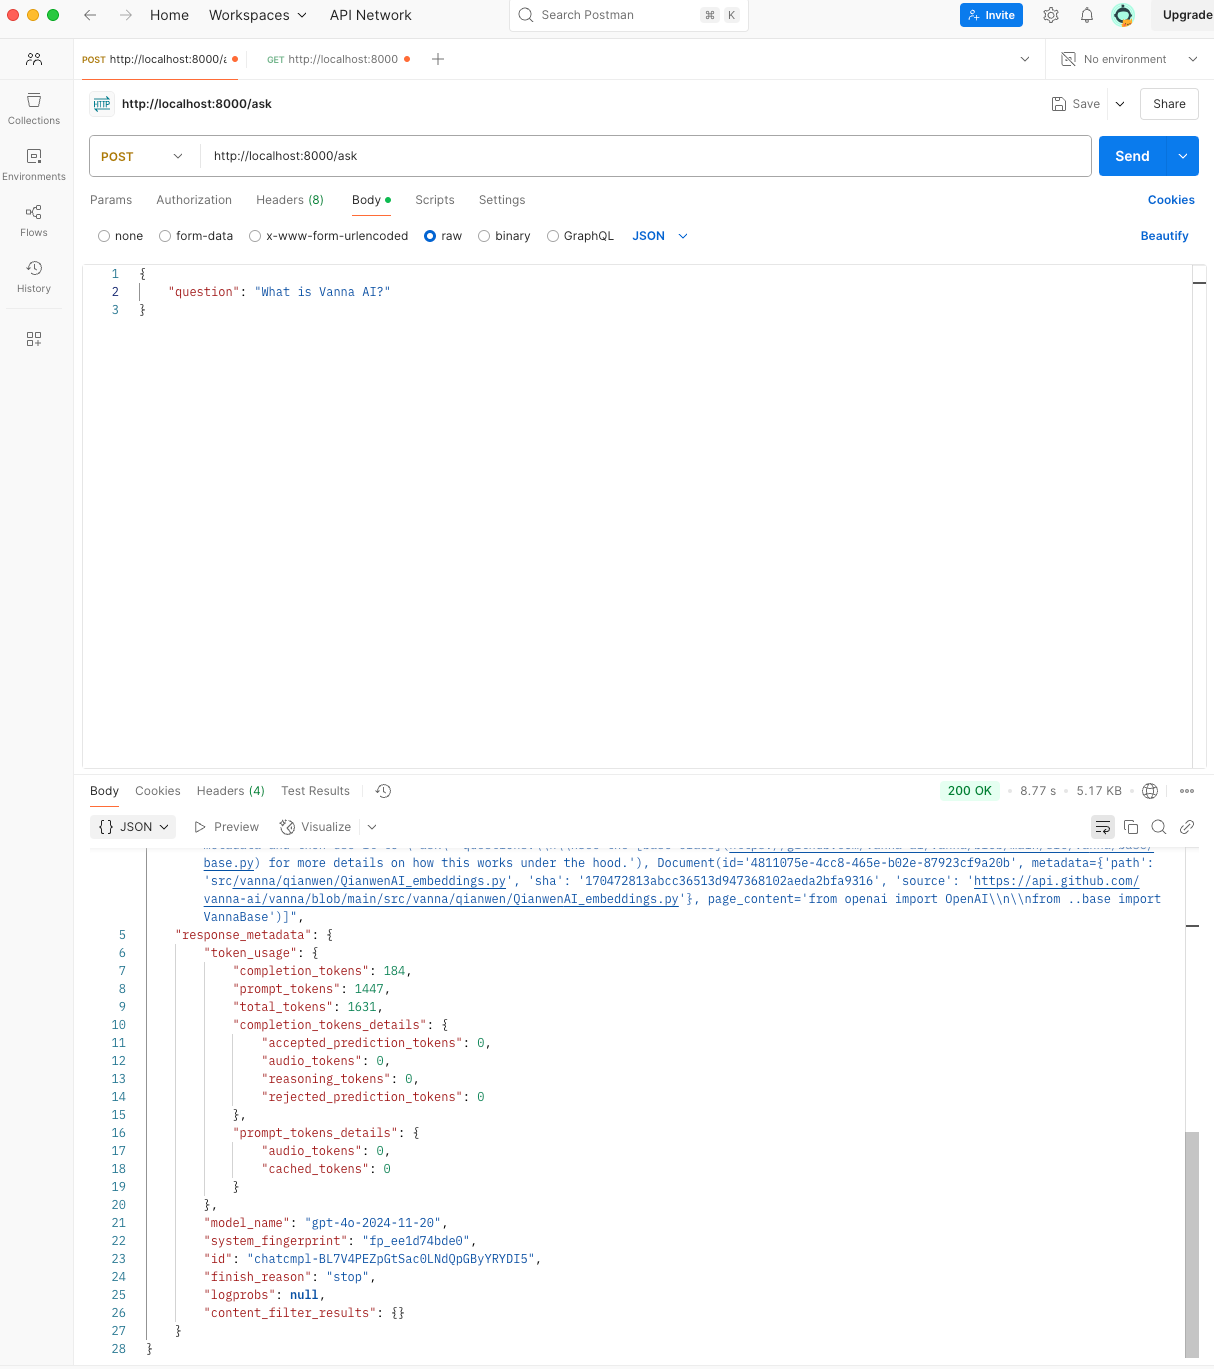 Home Workspaces API Network Search Postman ⌘ K Invite Upgrade
POST http://localhost:8000/a GET http://localhost:8000 No environment
HTTP http://localhost:8000/ask Save Share
POST http://localhost:8000/ask Send
Params Authorization Headers (8) Body Scripts Settings Cookies
none form-data x-www-form-urlencoded raw binary GraphQL JSON Beautify
Collections
Environments
Flows
History
1 {
2 "question": "What is Vanna AI?"
3 }
Body Cookies Headers (4) Test Results 200 OK 8.77 s 5.17 KB
{} JSON Preview Visualize
base.py) for more details on how this works under the hood.'), Document(id='4811075e-4cc8-465e-b02e-87923cf9a20b', metadata={'path':
'src/vanna/qianwen/QianwenAI_embeddings.py', 'sha': '170472813abcc36513d947368102aeda2bfa9316', 'source': 'https://api.github.com/
vanna-ai/vanna/blob/main/src/vanna/qianwen/QianwenAI_embeddings.py'}, page_content='from openai import OpenAI\\n\\nfrom ..base import
VannaBase')]",
5 "response_metadata": {
6 "token_usage": {
7 "completion_tokens": 184,
8 "prompt_tokens": 1447,
9 "total_tokens": 1631,
10 "completion_tokens_details": {
11 "accepted_prediction_tokens": 0,
12 "audio_tokens": 0,
13 "reasoning_tokens": 0,
14 "rejected_prediction_tokens": 0
15 },
16 "prompt_tokens_details": {
17 "audio_tokens": 0,
18 "cached_tokens": 0
19 }
20 },
21 "model_name": "gpt-4o-2024-11-20",
22 "system_fingerprint": "fp_ee1d74bde0",
23 "id": "chatcmpl-BL7V4PEZpGtSac0LNdQpGByYRYDI5",
24 "finish_reason": "stop",
25 "logprobs": null,
26 "content_filter_results": {}
27 }
28 }